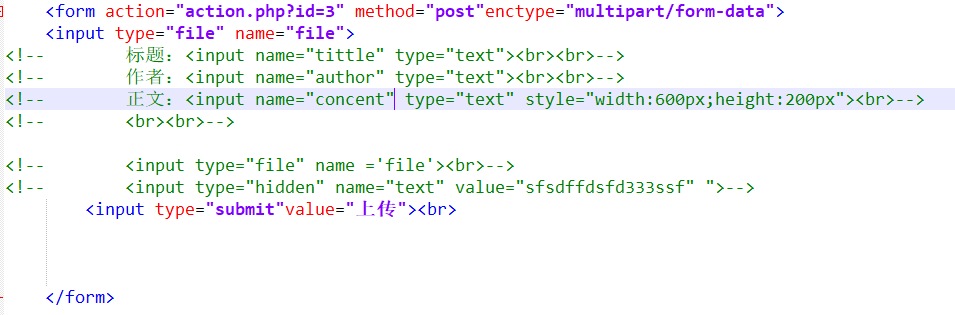 <form action="action.php?id=3" method="post"enctype="multipart/form-data">
<input type="file" name="file">
<!--        标题：<input name="tittle" type="text"><br><br>-->
<!--        作者：<input name="author" type="text"><br><br>-->
<!--        正文：<input name="concent" type="text" style="width:600px;height:200px"><br>-->
<!--        <br><br>-->
<!--        <input type="file" name ='file'><br>-->
<!--        <input type="hidden" name="text" value="sfsdffdsfd333ssf" ">-->
<input type="submit"value="上传"><br>
</form>